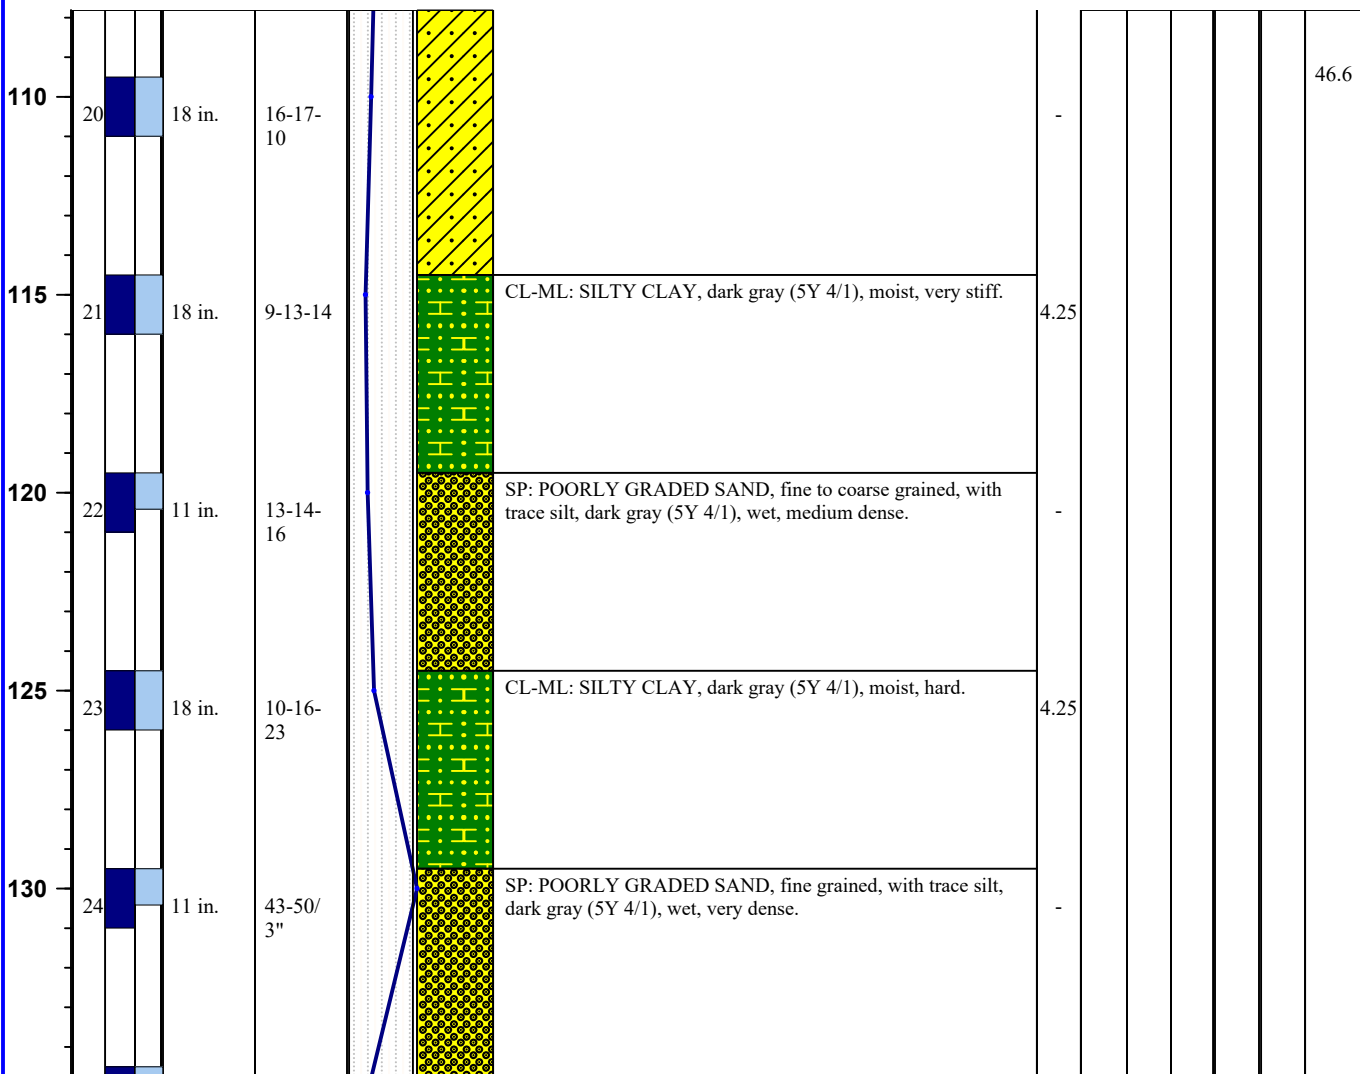 46.6
110
20
18 in.
16-17-
10
-
115
21
18 in.
9-13-14
CL-ML: SILTY CLAY, dark gray (5Y 4/1), moist, very stiff.
4.25
120
22
11 in.
13-14-
16
SP: POORLY GRADED SAND, fine to coarse grained, with
trace silt, dark gray (5Y 4/1), wet, medium dense.
-
125
23
18 in.
10-16-
23
CL-ML: SILTY CLAY, dark gray (5Y 4/1), moist, hard.
4.25
130
24
11 in.
43-50/
3"
SP: POORLY GRADED SAND, fine grained, with trace silt,
dark gray (5Y 4/1), wet, very dense.
-